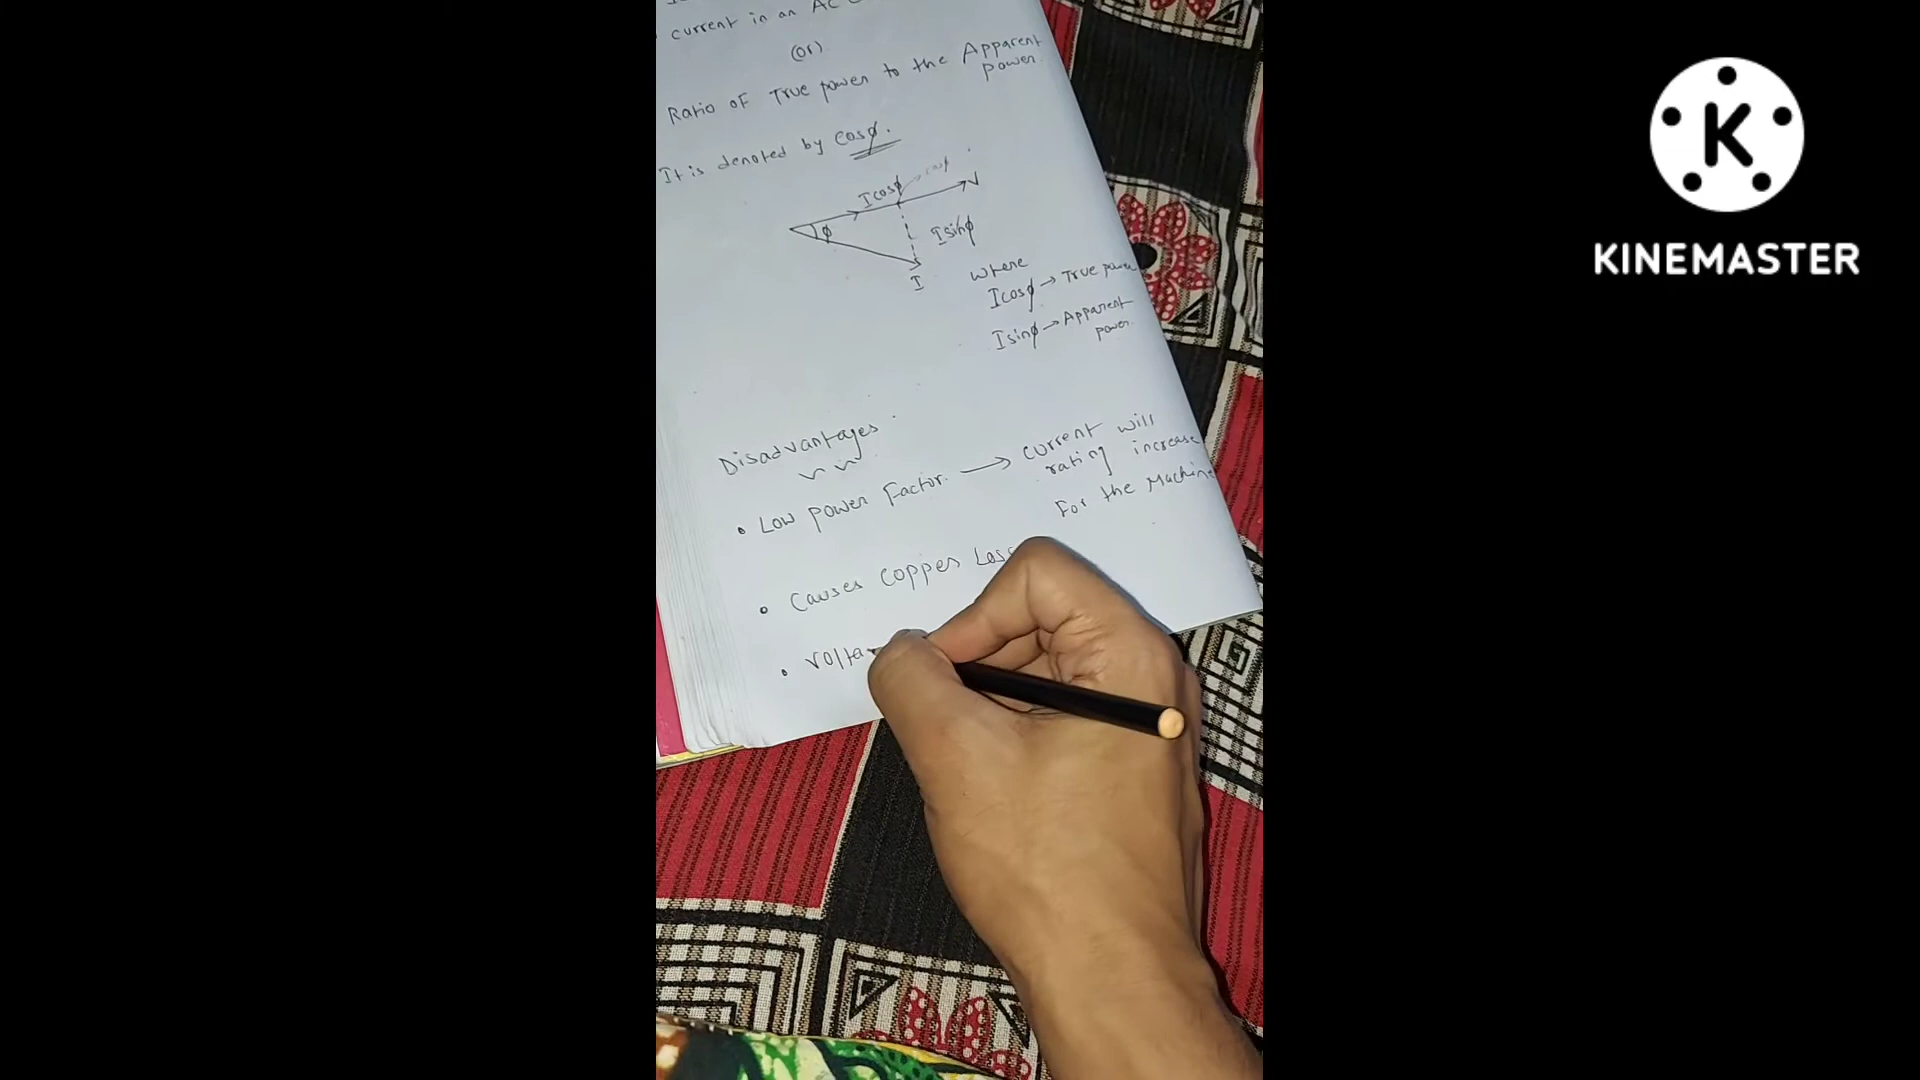 current in an AC
(or)
Ratio of True power to the Apparent
power.
It is denoted by cosϕ.
Icosϕ
cosϕ
V
ϕ
Isinϕ
I
where
Icosϕ → True power
Isinϕ → Apparent
power.
Disadvantages
• Low power Factor. → current will
rating increase
For the Machine
• Causes Copper Loss
• Volta
K
KINEMASTER